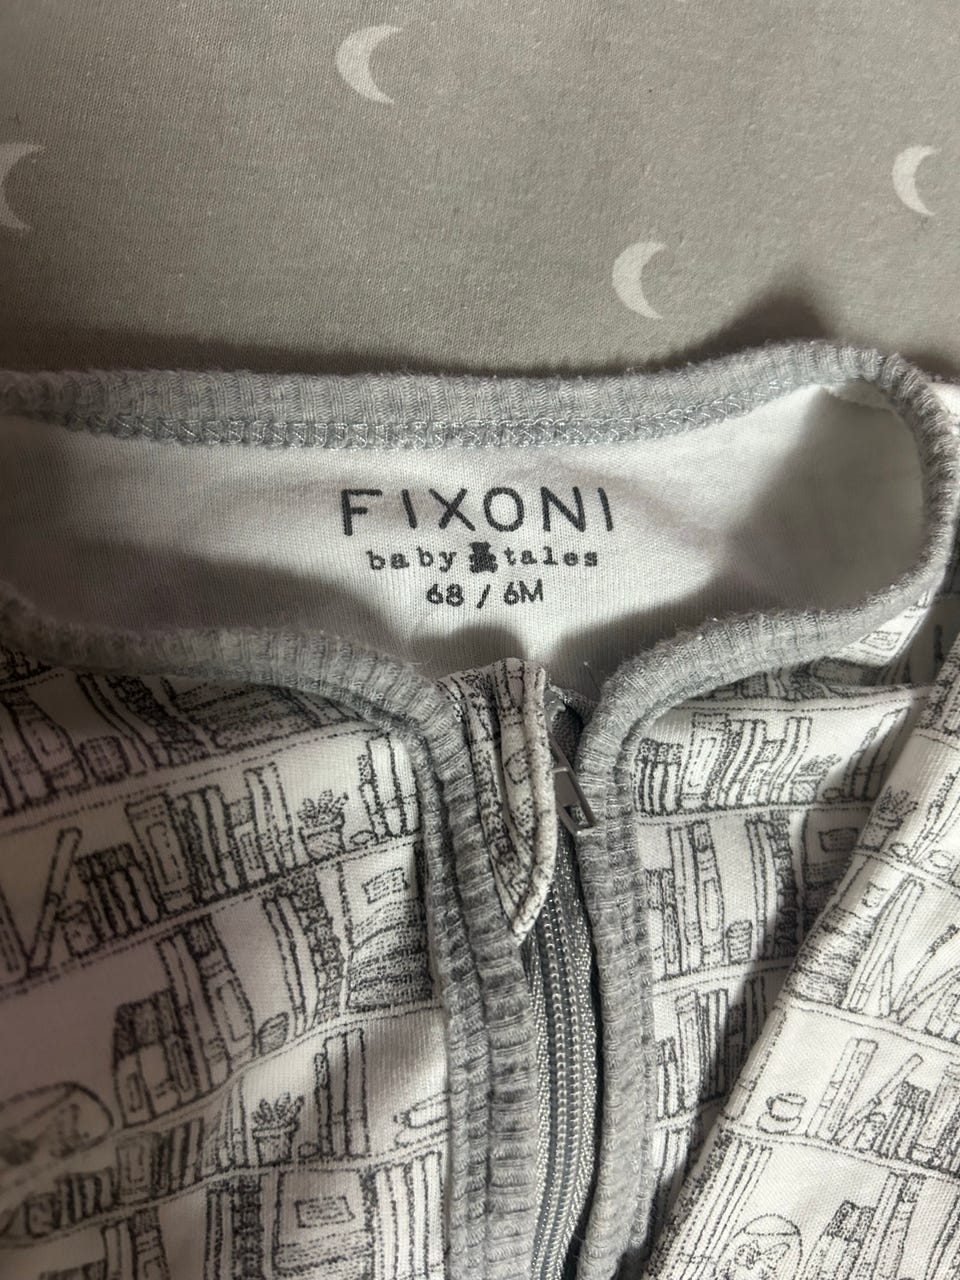 FIXONI
baby tales
68 / 6M